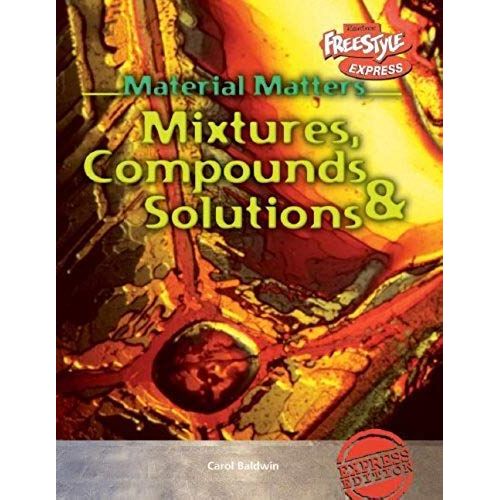 FREESTYLE
EXPRESS
Material Matters
Mixtures,
Compounds
& Solutions
Carol Baldwin
EXPRESS
EDITION